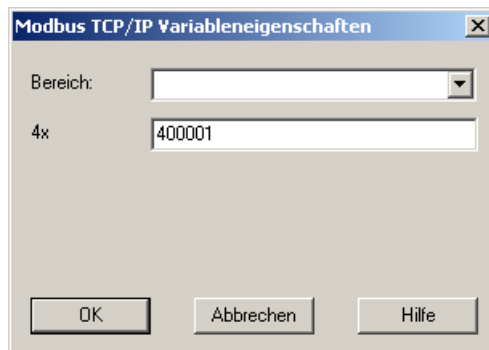 Modbus TCP/IP Variableneigenschaften
Bereich:
4x 400001
OK Abbrechen Hilfe